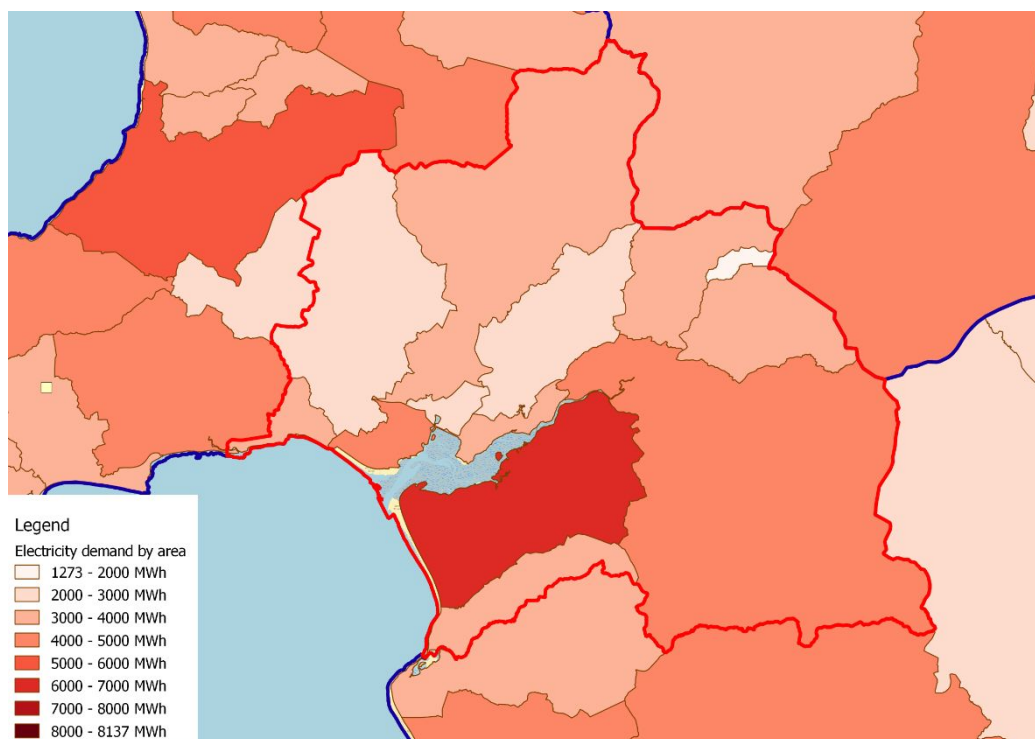 Legend
Electricity demand by area
1273 - 2000 MWh
2000 - 3000 MWh
3000 - 4000 MWh
4000 - 5000 MWh
5000 - 6000 MWh
6000 - 7000 MWh
7000 - 8000 MWh
8000 - 8137 MWh